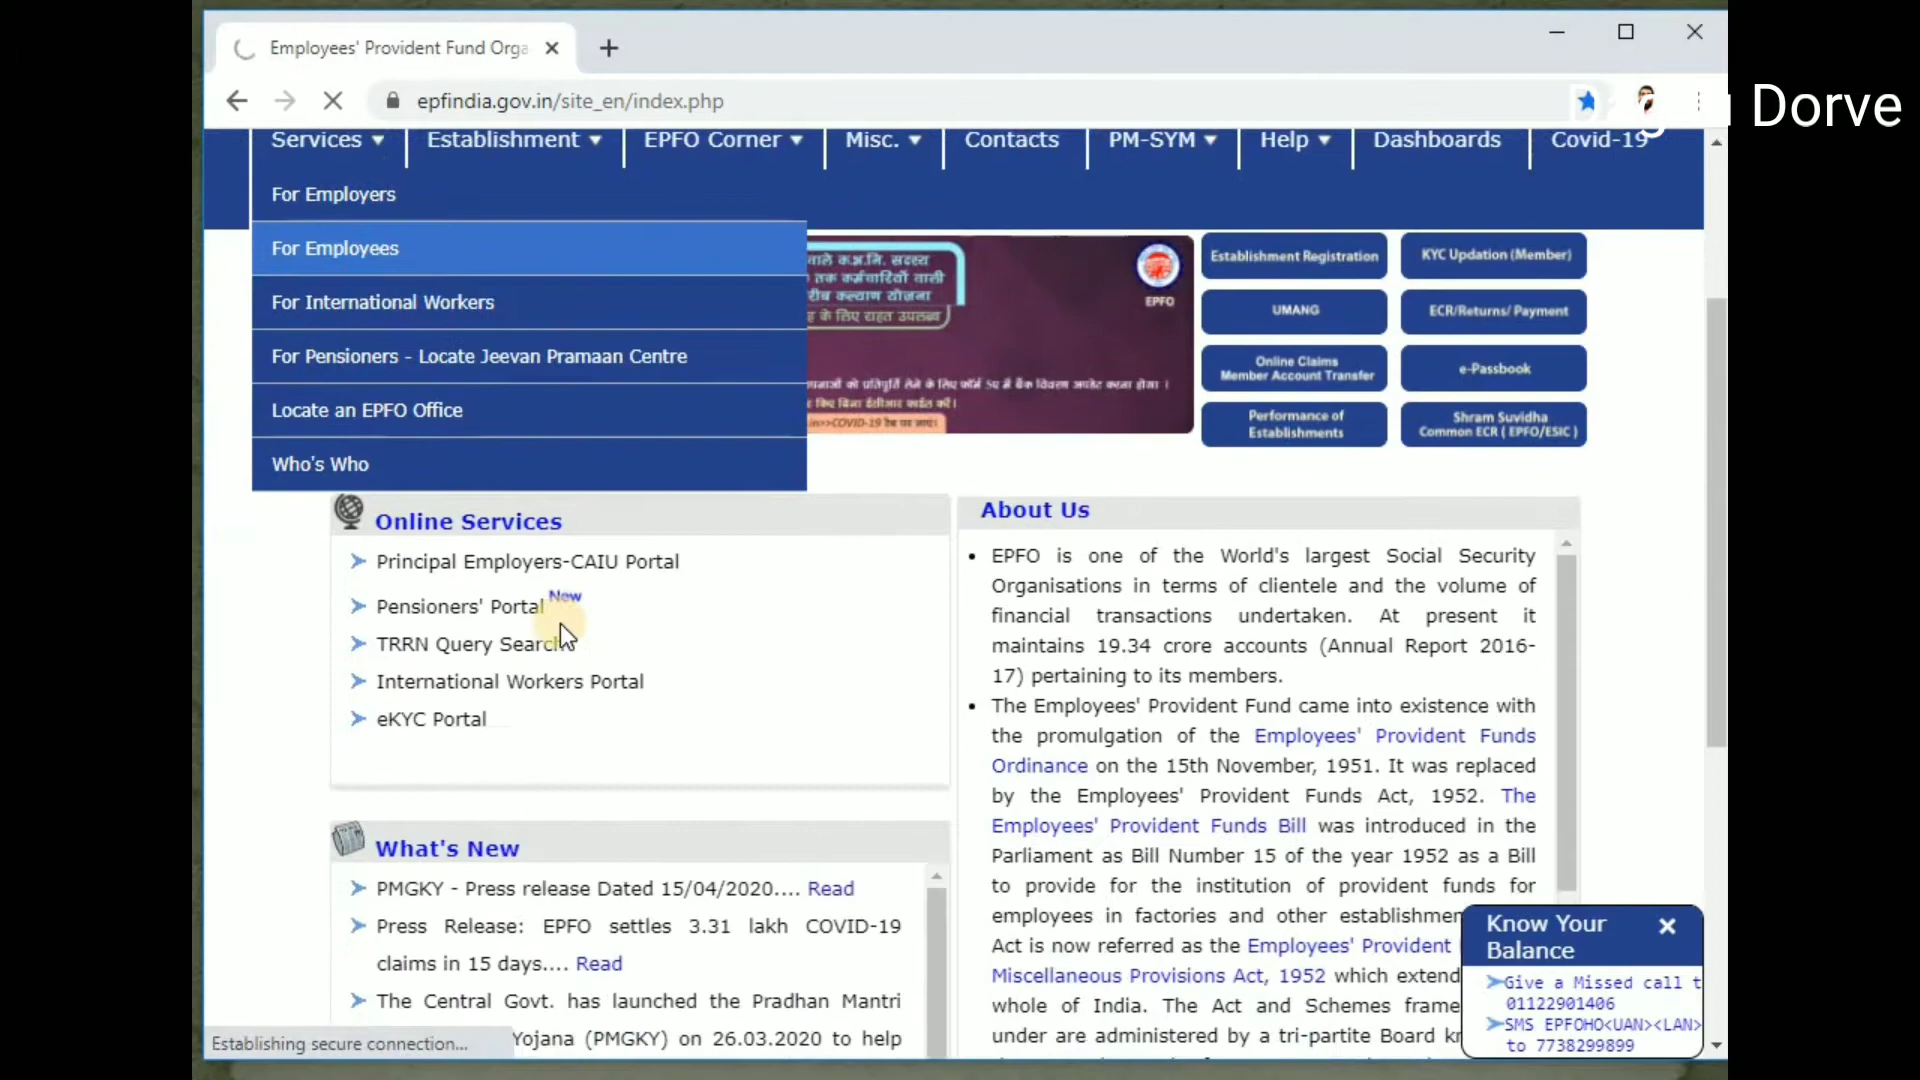 Employees' Provident Fund Orga
epfindia.gov.in/site_en/index.php
Dorve
Services
Establishment
EPFO Corner
Misc.
Contacts
PM-SYM
Help
Dashboards
Covid-19
For Employers
For Employees
For International Workers
For Pensioners - Locate Jeevan Pramaan Centre
Locate an EPFO Office
Who's Who
वाले क.भ.नि. सदस्य
तक कर्मचारियों वाली
रीब कल्याण योजना
के लिए राहत उपलब्ध
EPFO
in>>COVID-19 टैब पर जाएं।
Establishment Registration
KYC Updation (Member)
UMANG
ECR/Returns/ Payment
Online Claims
Member Account Transfer
e-Passbook
Performance of
Establishments
Shram Suvidha
Common ECR ( EPFO/ESIC )
Online Services
Principal Employers-CAIU Portal
Pensioners' Portal New
TRRN Query Search
International Workers Portal
eKYC Portal
What's New
PMGKY - Press release Dated 15/04/2020.... Read
Press Release: EPFO settles 3.31 lakh COVID-19
claims in 15 days.... Read
The Central Govt. has launched the Pradhan Mantri
Yojana (PMGKY) on 26.03.2020 to help
Establishing secure connection...
About Us
EPFO is one of the World's largest Social Security
Organisations in terms of clientele and the volume of
financial transactions undertaken. At present it
maintains 19.34 crore accounts (Annual Report 2016-
17) pertaining to its members.
The Employees' Provident Fund came into existence with
the promulgation of the Employees' Provident Funds
Ordinance on the 15th November, 1951. It was replaced
by the Employees' Provident Funds Act, 1952. The
Employees' Provident Funds Bill was introduced in the
Parliament as Bill Number 15 of the year 1952 as a Bill
to provide for the institution of provident funds for
employees in factories and other establishmen
Act is now referred as the Employees' Provident
Miscellaneous Provisions Act, 1952 which extend
whole of India. The Act and Schemes frame
under are administered by a tri-partite Board k
Know Your
Balance
Give a Missed call t
01122901406
SMS EPFOHO<UAN><LAN>
to 7738299899